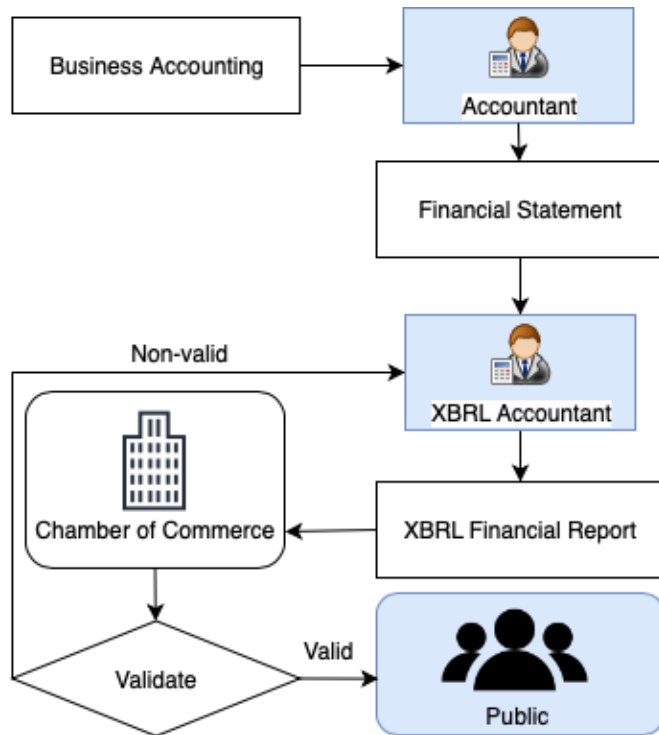 Business Accounting
Accountant
Financial Statement
Non-valid
XBRL Accountant
Chamber of Commerce
XBRL Financial Report
Validate
Valid
Public